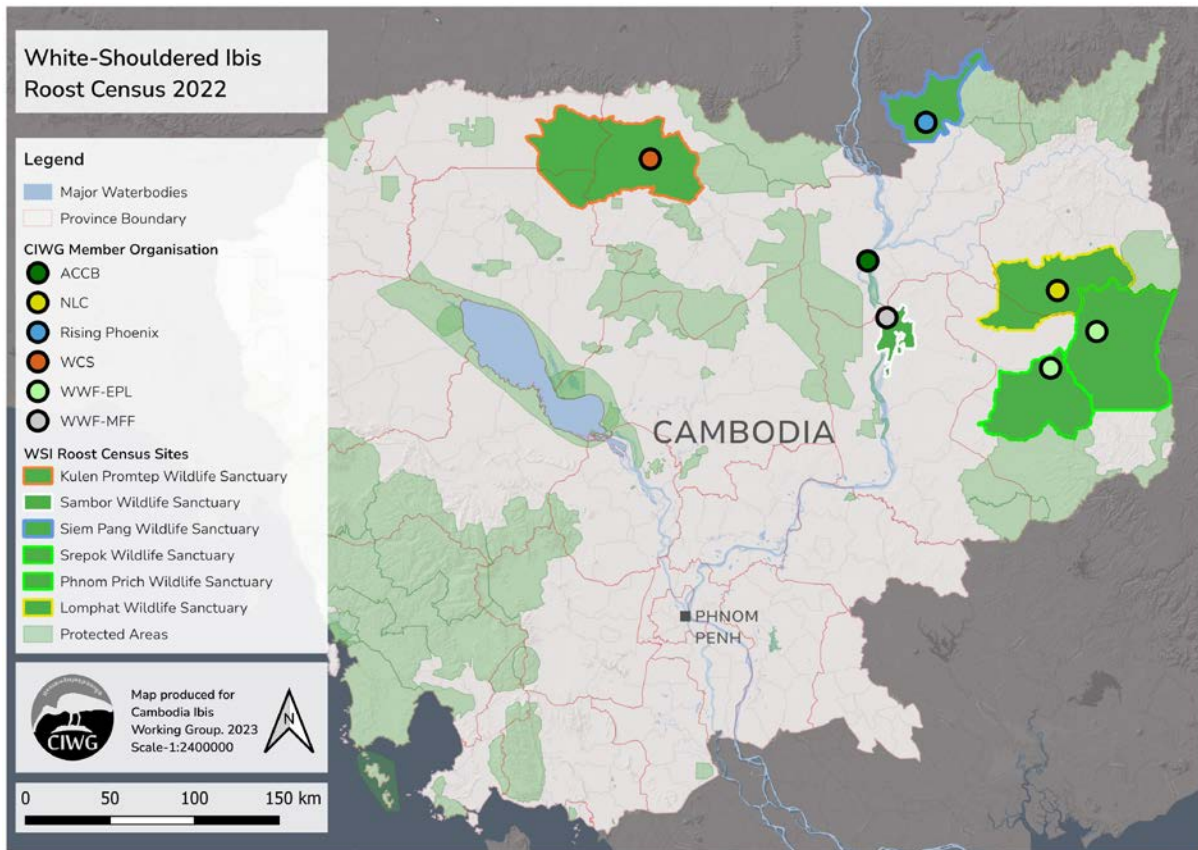 White-Shouldered Ibis
Roost Census 2022
Legend
Major Waterbodies
Province Boundary
CIWG Member Organisation
ACCB
NLC
Rising Phoenix
WCS
WWF-EPL
WWF-MFF
WSI Roost Census Sites
Kulen Promtep Wildlife Sanctuary
Sambor Wildlife Sanctuary
Siem Pang Wildlife Sanctuary
Srepok Wildlife Sanctuary
Phnom Prich Wildlife Sanctuary
Lomphat Wildlife Sanctuary
Protected Areas
CIWG
Map produced for
Cambodia Ibis
Working Group. 2023
Scale-1:2400000
N
0 50 100 150 km
CAMBODIA
PHNOM
PENH